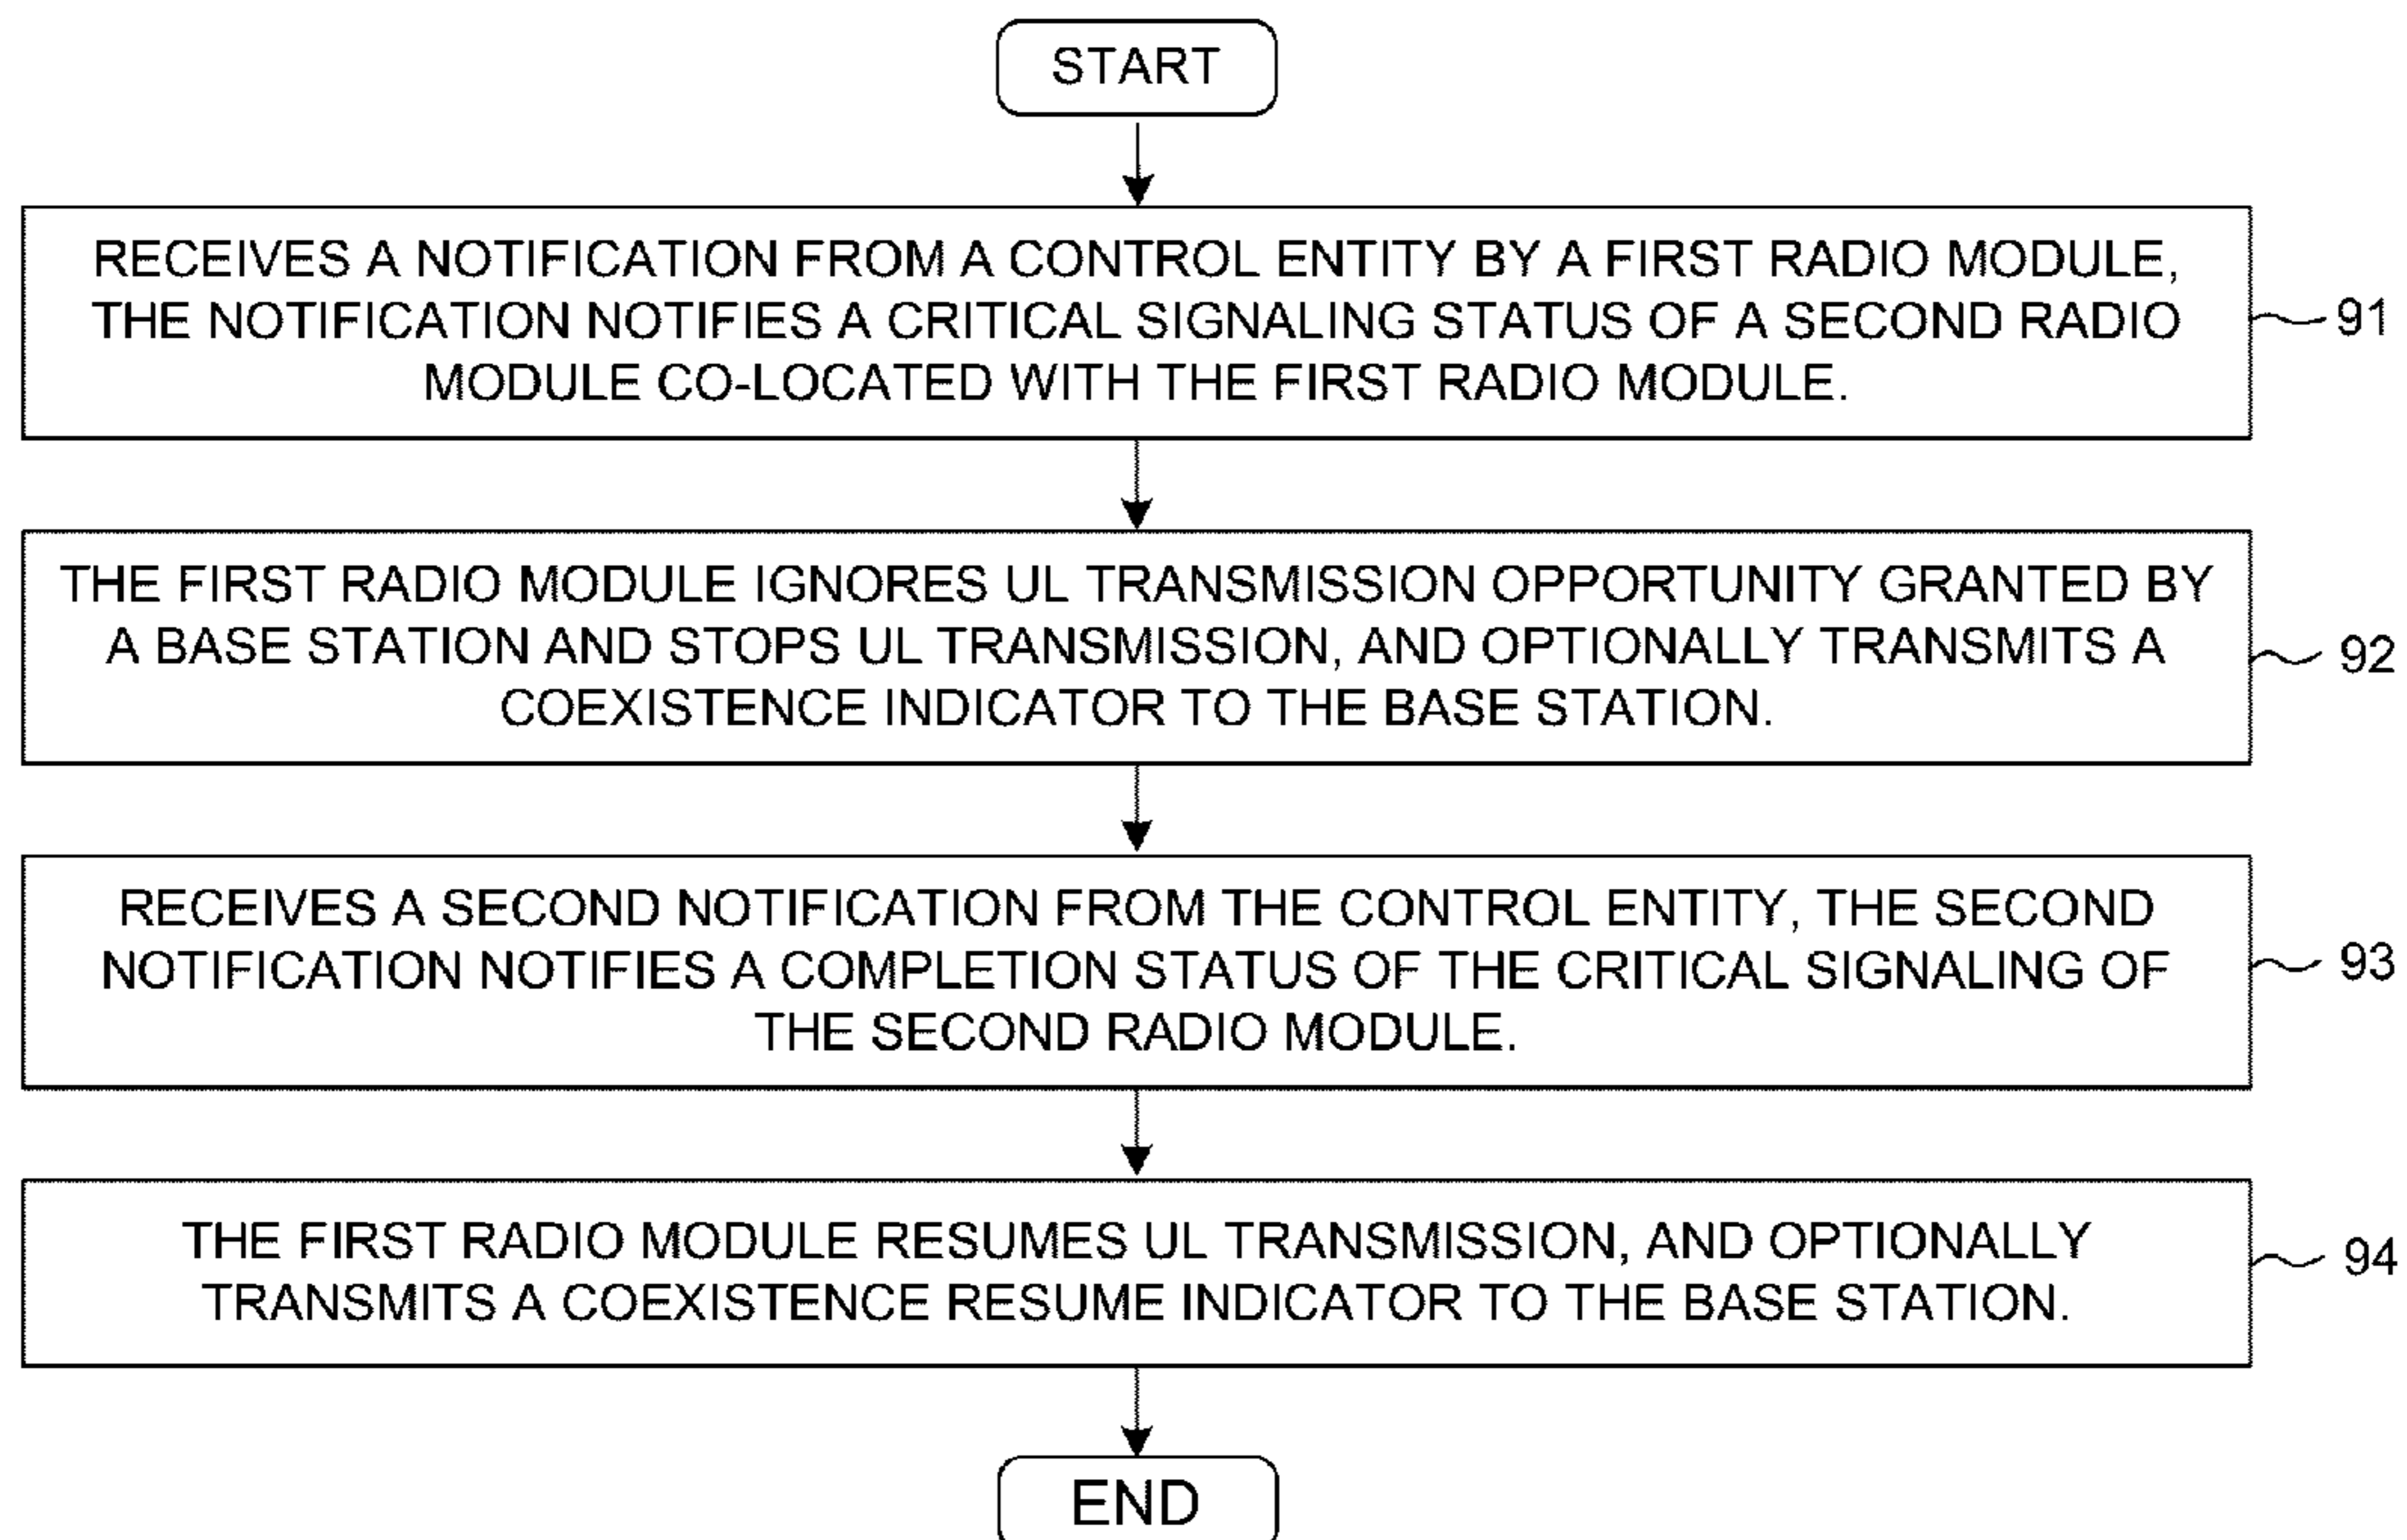 START
RECEIVES A NOTIFICATION FROM A CONTROL ENTITY BY A FIRST RADIO MODULE,
THE NOTIFICATION NOTIFIES A CRITICAL SIGNALING STATUS OF A SECOND RADIO
MODULE CO-LOCATED WITH THE FIRST RADIO MODULE.
91
THE FIRST RADIO MODULE IGNORES UL TRANSMISSION OPPORTUNITY GRANTED BY
A BASE STATION AND STOPS UL TRANSMISSION, AND OPTIONALLY TRANSMITS A
COEXISTENCE INDICATOR TO THE BASE STATION.
92
RECEIVES A SECOND NOTIFICATION FROM THE CONTROL ENTITY, THE SECOND
NOTIFICATION NOTIFIES A COMPLETION STATUS OF THE CRITICAL SIGNALING OF
THE SECOND RADIO MODULE.
93
THE FIRST RADIO MODULE RESUMES UL TRANSMISSION, AND OPTIONALLY
TRANSMITS A COEXISTENCE RESUME INDICATOR TO THE BASE STATION.
94
END